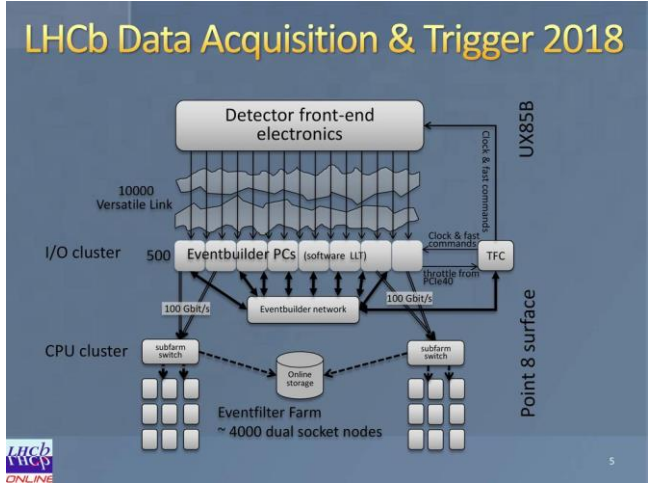 LHCb Data Acquisition & Trigger 2018
Detector front-end
electronics
UX85B
Clock & fast
commands
10000
Versatile Link
Clock & fast
commands
I/O cluster
500
Eventbuilder PCs (software LLT)
TFC
throttle from
PCIe40
100 Gbit/s
Eventbuilder network
100 Gbit/s
Point 8 surface
CPU cluster
subfarm
switch
subfarm
switch
Online
storage
Eventfilter Farm
~ 4000 dual socket nodes
LHCb
ONLINE
5